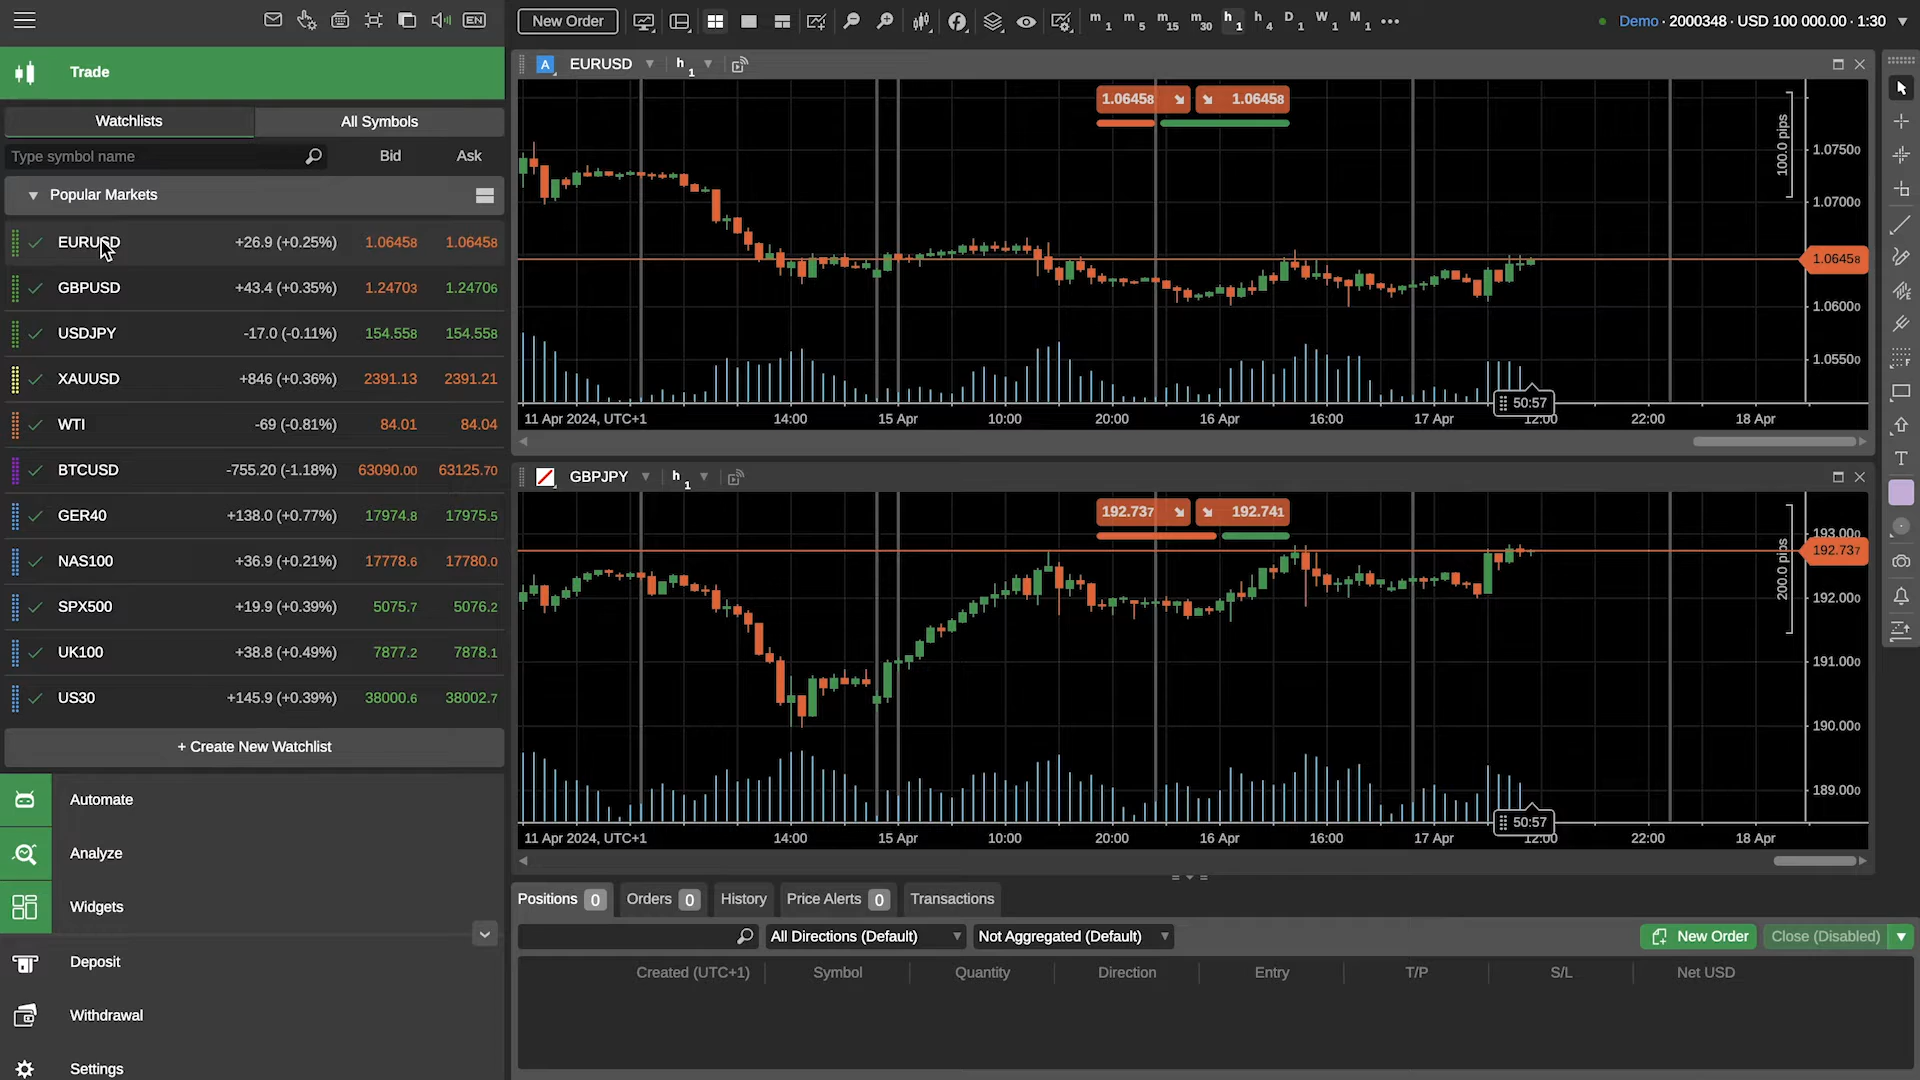 EN
New Order
m1 m5 m15 m30 h1 h4 D1 W1 M1
Demo · 2000348 · USD 100 000.00 · 1:30
Trade
Watchlists
All Symbols
Type symbol name
Bid
Ask
Popular Markets
EURUSD +26.9 (+0.25%) 1.06458 1.06458
GBPUSD +43.4 (+0.35%) 1.24703 1.24706
USDJPY -17.0 (-0.11%) 154.558 154.558
XAUUSD +846 (+0.36%) 2391.13 2391.21
WTI -69 (-0.81%) 84.01 84.04
BTCUSD -755.20 (-1.18%) 63090.00 63125.70
GER40 +138.0 (+0.77%) 17974.8 17975.5
NAS100 +36.9 (+0.21%) 17778.6 17780.0
SPX500 +19.9 (+0.39%) 5075.7 5076.2
UK100 +38.8 (+0.49%) 7877.2 7878.1
US30 +145.9 (+0.39%) 38000.6 38002.7
+ Create New Watchlist
Automate
Analyze
Widgets
Deposit
Withdrawal
Settings
A EURUSD h1
1.06458 1.06458
100.0 pips
1.07500
1.07000
1.06458
1.06000
1.05500
50:57
11 Apr 2024, UTC+1 14:00 15 Apr 10:00 20:00 16 Apr 16:00 17 Apr 12:00 22:00 18 Apr
GBPJPY h1
192.737 192.741
200.0 pips
193.000
192.737
192.000
191.000
190.000
189.000
50:57
11 Apr 2024, UTC+1 14:00 15 Apr 10:00 20:00 16 Apr 16:00 17 Apr 12:00 22:00 18 Apr
T
Positions 0
Orders 0
History
Price Alerts 0
Transactions
All Directions (Default)
Not Aggregated (Default)
New Order
Close (Disabled)
Created (UTC+1) Symbol Quantity Direction Entry T/P S/L Net USD